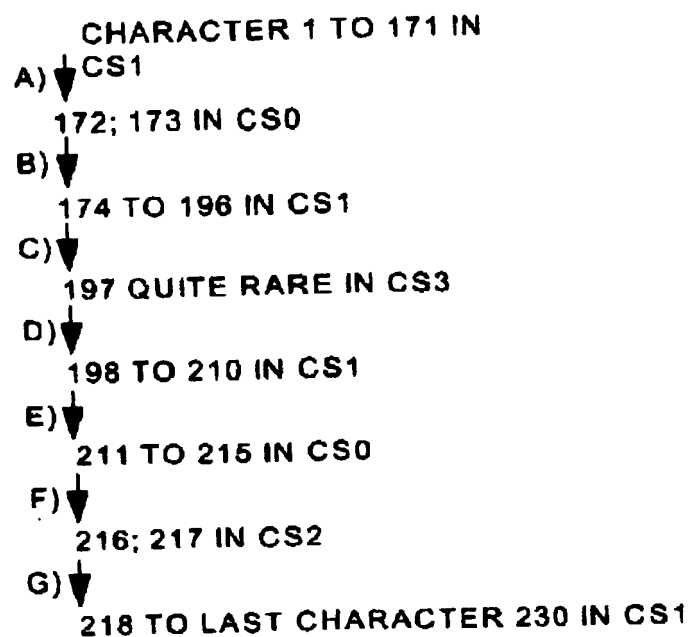 CHARACTER 1 TO 171 IN
A) CS1
172; 173 IN CS0
B)
174 TO 196 IN CS1
C)
197 QUITE RARE IN CS3
D)
198 TO 210 IN CS1
E)
211 TO 215 IN CS0
F)
216; 217 IN CS2
G)
218 TO LAST CHARACTER 230 IN CS1